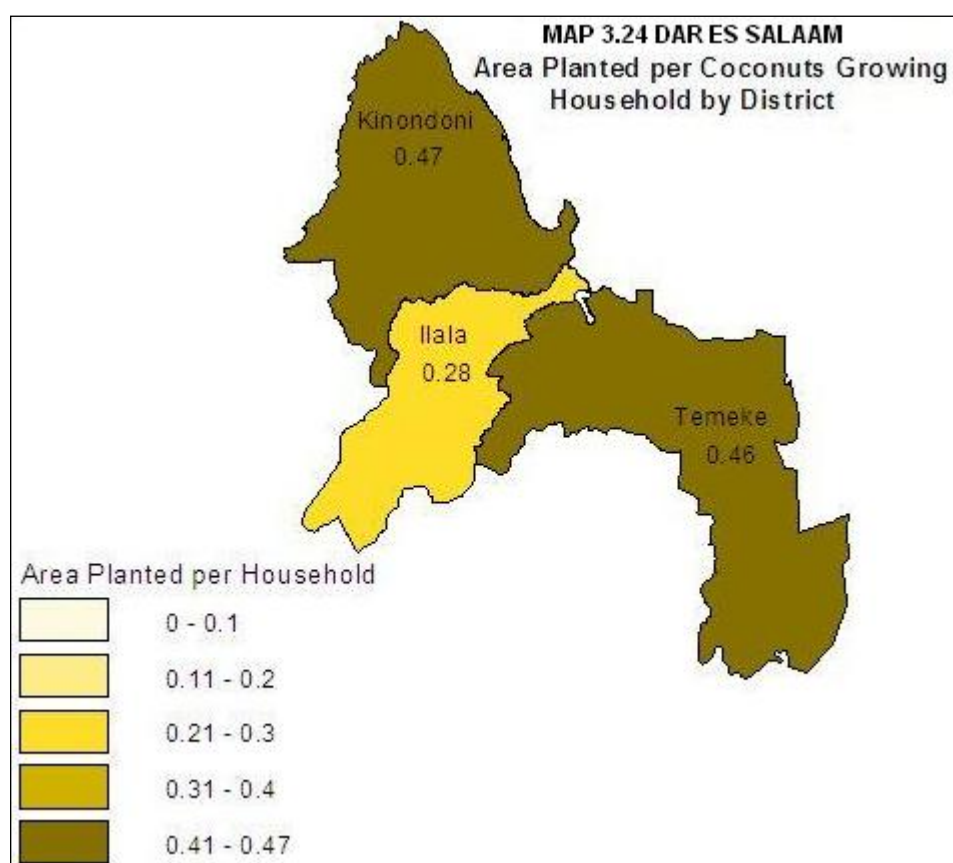 MAP 3.24 DAR ES SALAAM
Area Planted per Coconuts Growing
Household by District
Kinondoni
0.47
Ilala
0.28
Temeke
0.46
Area Planted per Household
0 - 0.1
0.11 - 0.2
0.21 - 0.3
0.31 - 0.4
0.41 - 0.47